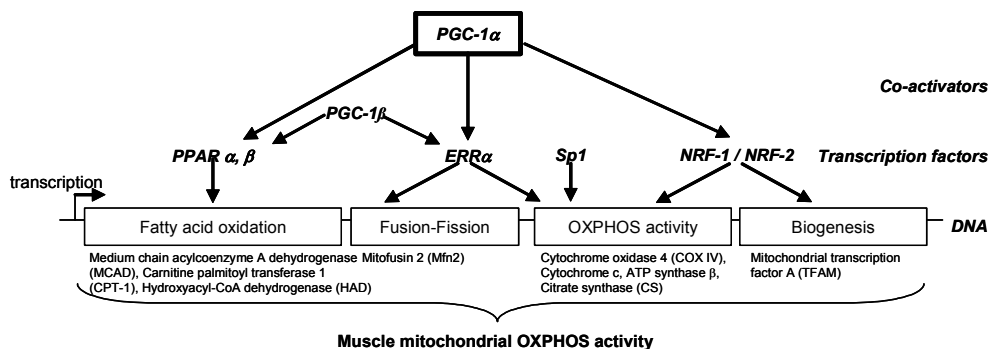 PGC-1α
Co-activators
PGC-1β
PPAR α, β
ERRα
Sp1
NRF-1 / NRF-2
Transcription factors
transcription
Fatty acid oxidation
Fusion-Fission
OXPHOS activity
Biogenesis
DNA
Medium chain acylcoenzyme A dehydrogenase
(MCAD), Carnitine palmitoyl transferase 1
(CPT-1), Hydroxyacyl-CoA dehydrogenase (HAD)
Mitofusin 2 (Mfn2)
Cytochrome oxidase 4 (COX IV),
Cytochrome c, ATP synthase β,
Citrate synthase (CS)
Mitochondrial transcription
factor A (TFAM)
Muscle mitochondrial OXPHOS activity